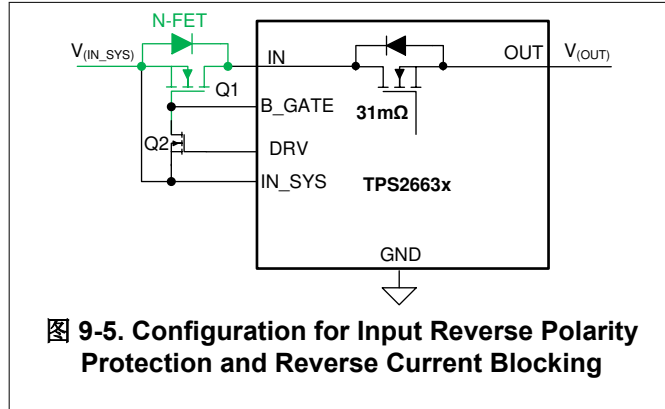 N-FET
V(IN_SYS)
IN
OUT
V(OUT)
Q1
B_GATE
31mΩ
Q2
DRV
IN_SYS
TPS2663x
GND
图 9-5. Configuration for Input Reverse Polarity
Protection and Reverse Current Blocking